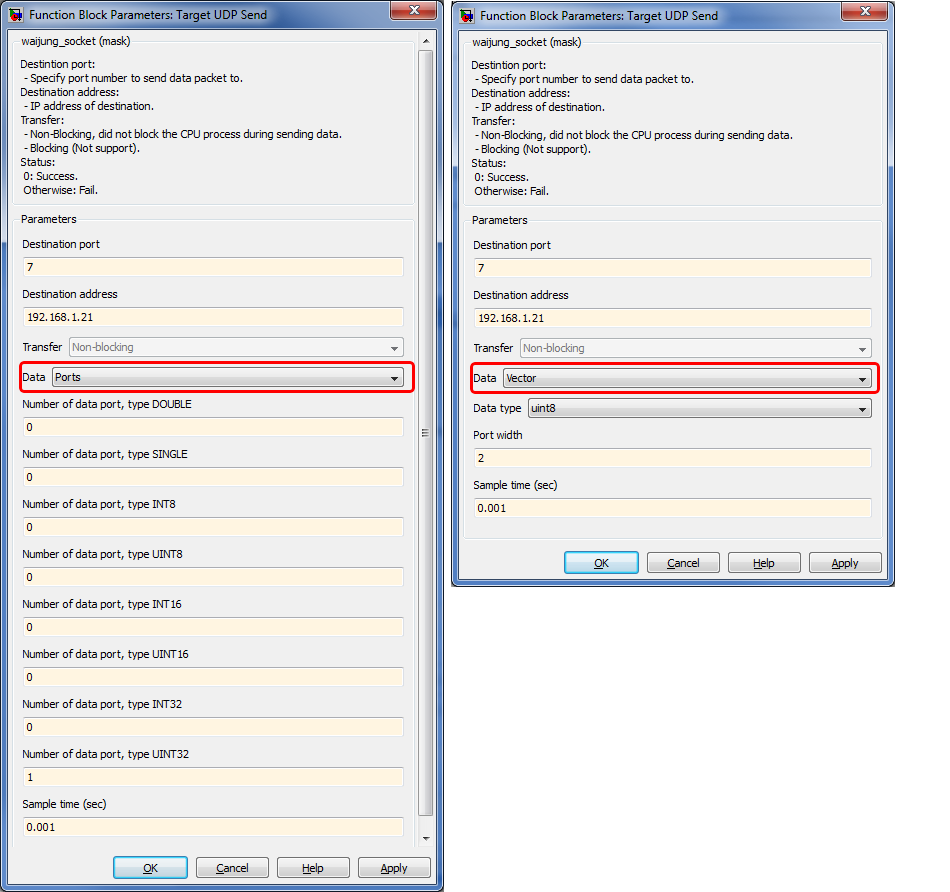 Function Block Parameters: Target UDP Send
waijung_socket (mask)
Destintion port:
- Specify port number to send data packet to.
Destination address:
- IP address of destination.
Transfer:
- Non-Blocking, did not block the CPU process during sending data.
- Blocking (Not support).
Status:
0: Success.
Otherwise: Fail.
Parameters
Destination port
7
Destination address
192.168.1.21
Transfer Non-blocking
Data Ports
Number of data port, type DOUBLE
0
Number of data port, type SINGLE
0
Number of data port, type INT8
0
Number of data port, type UINT8
0
Number of data port, type INT16
0
Number of data port, type UINT16
0
Number of data port, type INT32
0
Number of data port, type UINT32
1
Sample time (sec)
0.001
OK Cancel Help Apply
Function Block Parameters: Target UDP Send
waijung_socket (mask)
Destintion port:
- Specify port number to send data packet to.
Destination address:
- IP address of destination.
Transfer:
- Non-Blocking, did not block the CPU process during sending data.
- Blocking (Not support).
Status:
0: Success.
Otherwise: Fail.
Parameters
Destination port
7
Destination address
192.168.1.21
Transfer Non-blocking
Data Vector
Data type uint8
Port width
2
Sample time (sec)
0.001
OK Cancel Help Apply